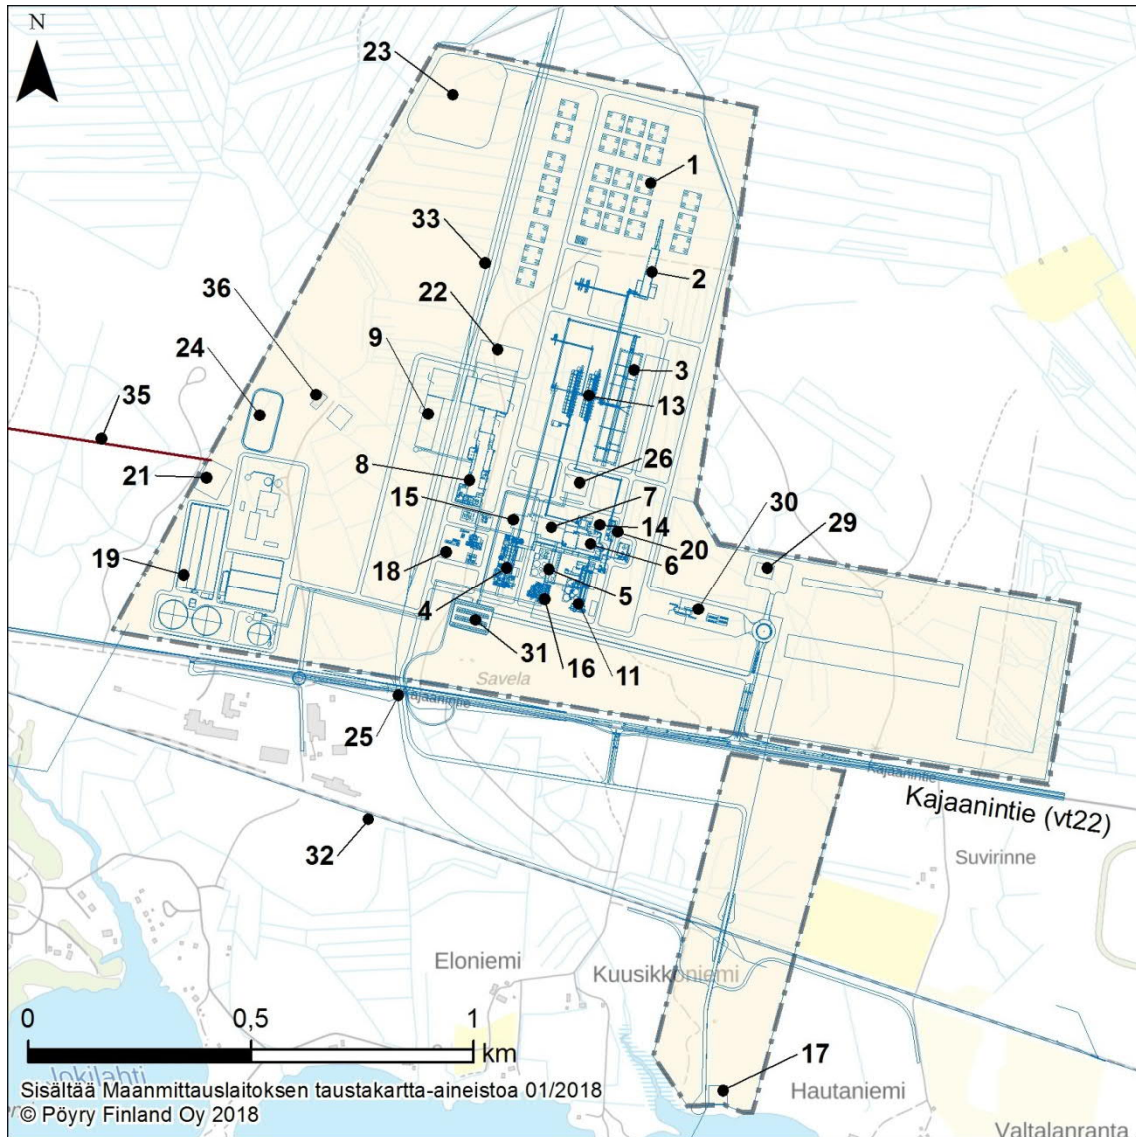 N
23
1
33
2
36
22
9
3
24
13
35
8
26
21
7
15
30
29
14
20
19
6
18
4
5
31
16
11
Savela
Kajaanintie
25
Kajaanintie
Kajaanintie (vt22)
32
Suvirinne
Eloniemi
Kuusikkoniemi
0 0,5 1
km
17
Jokilahti
Hautaniemi
Sisältää Maanmittauslaitoksen taustakartta-aineistoa 01/2018
© Pöyry Finland Oy 2018
Valtalanranta